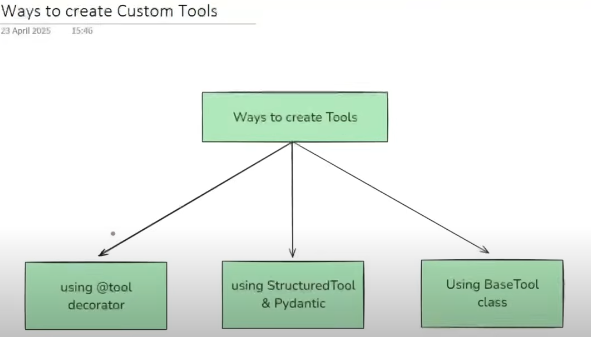 Ways to create Custom Tools
23 April 2025 15:46
Ways to create Tools
using @tool
decorator
using StructuredTool
& Pydantic
Using BaseTool
class